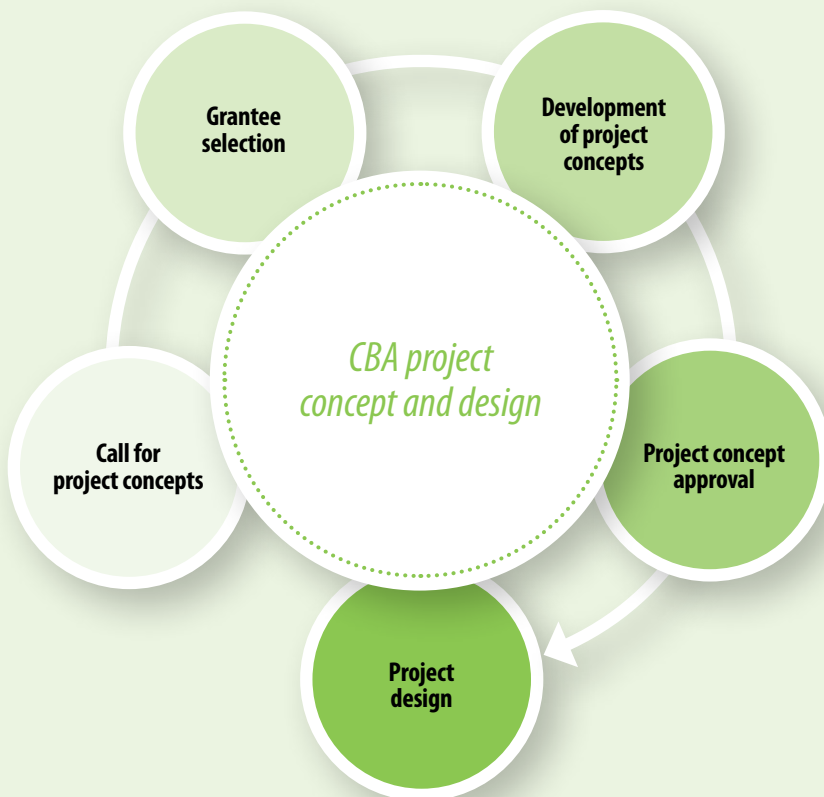 Grantee
selection
Development
of project
concepts
CBA project
concept and design
Call for
project concepts
Project concept
approval
Project
design